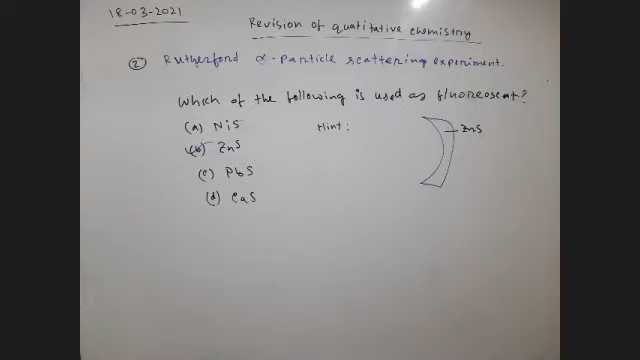 18-03-2021
Revision of quatitative chemistry
② Rutherford α-Particle scattering experiment.
Which of the following is used as fluoreoscent?
(a) NiS
(b) ZnS
(c) PbS
(d) CaS
Hint:
ZnS